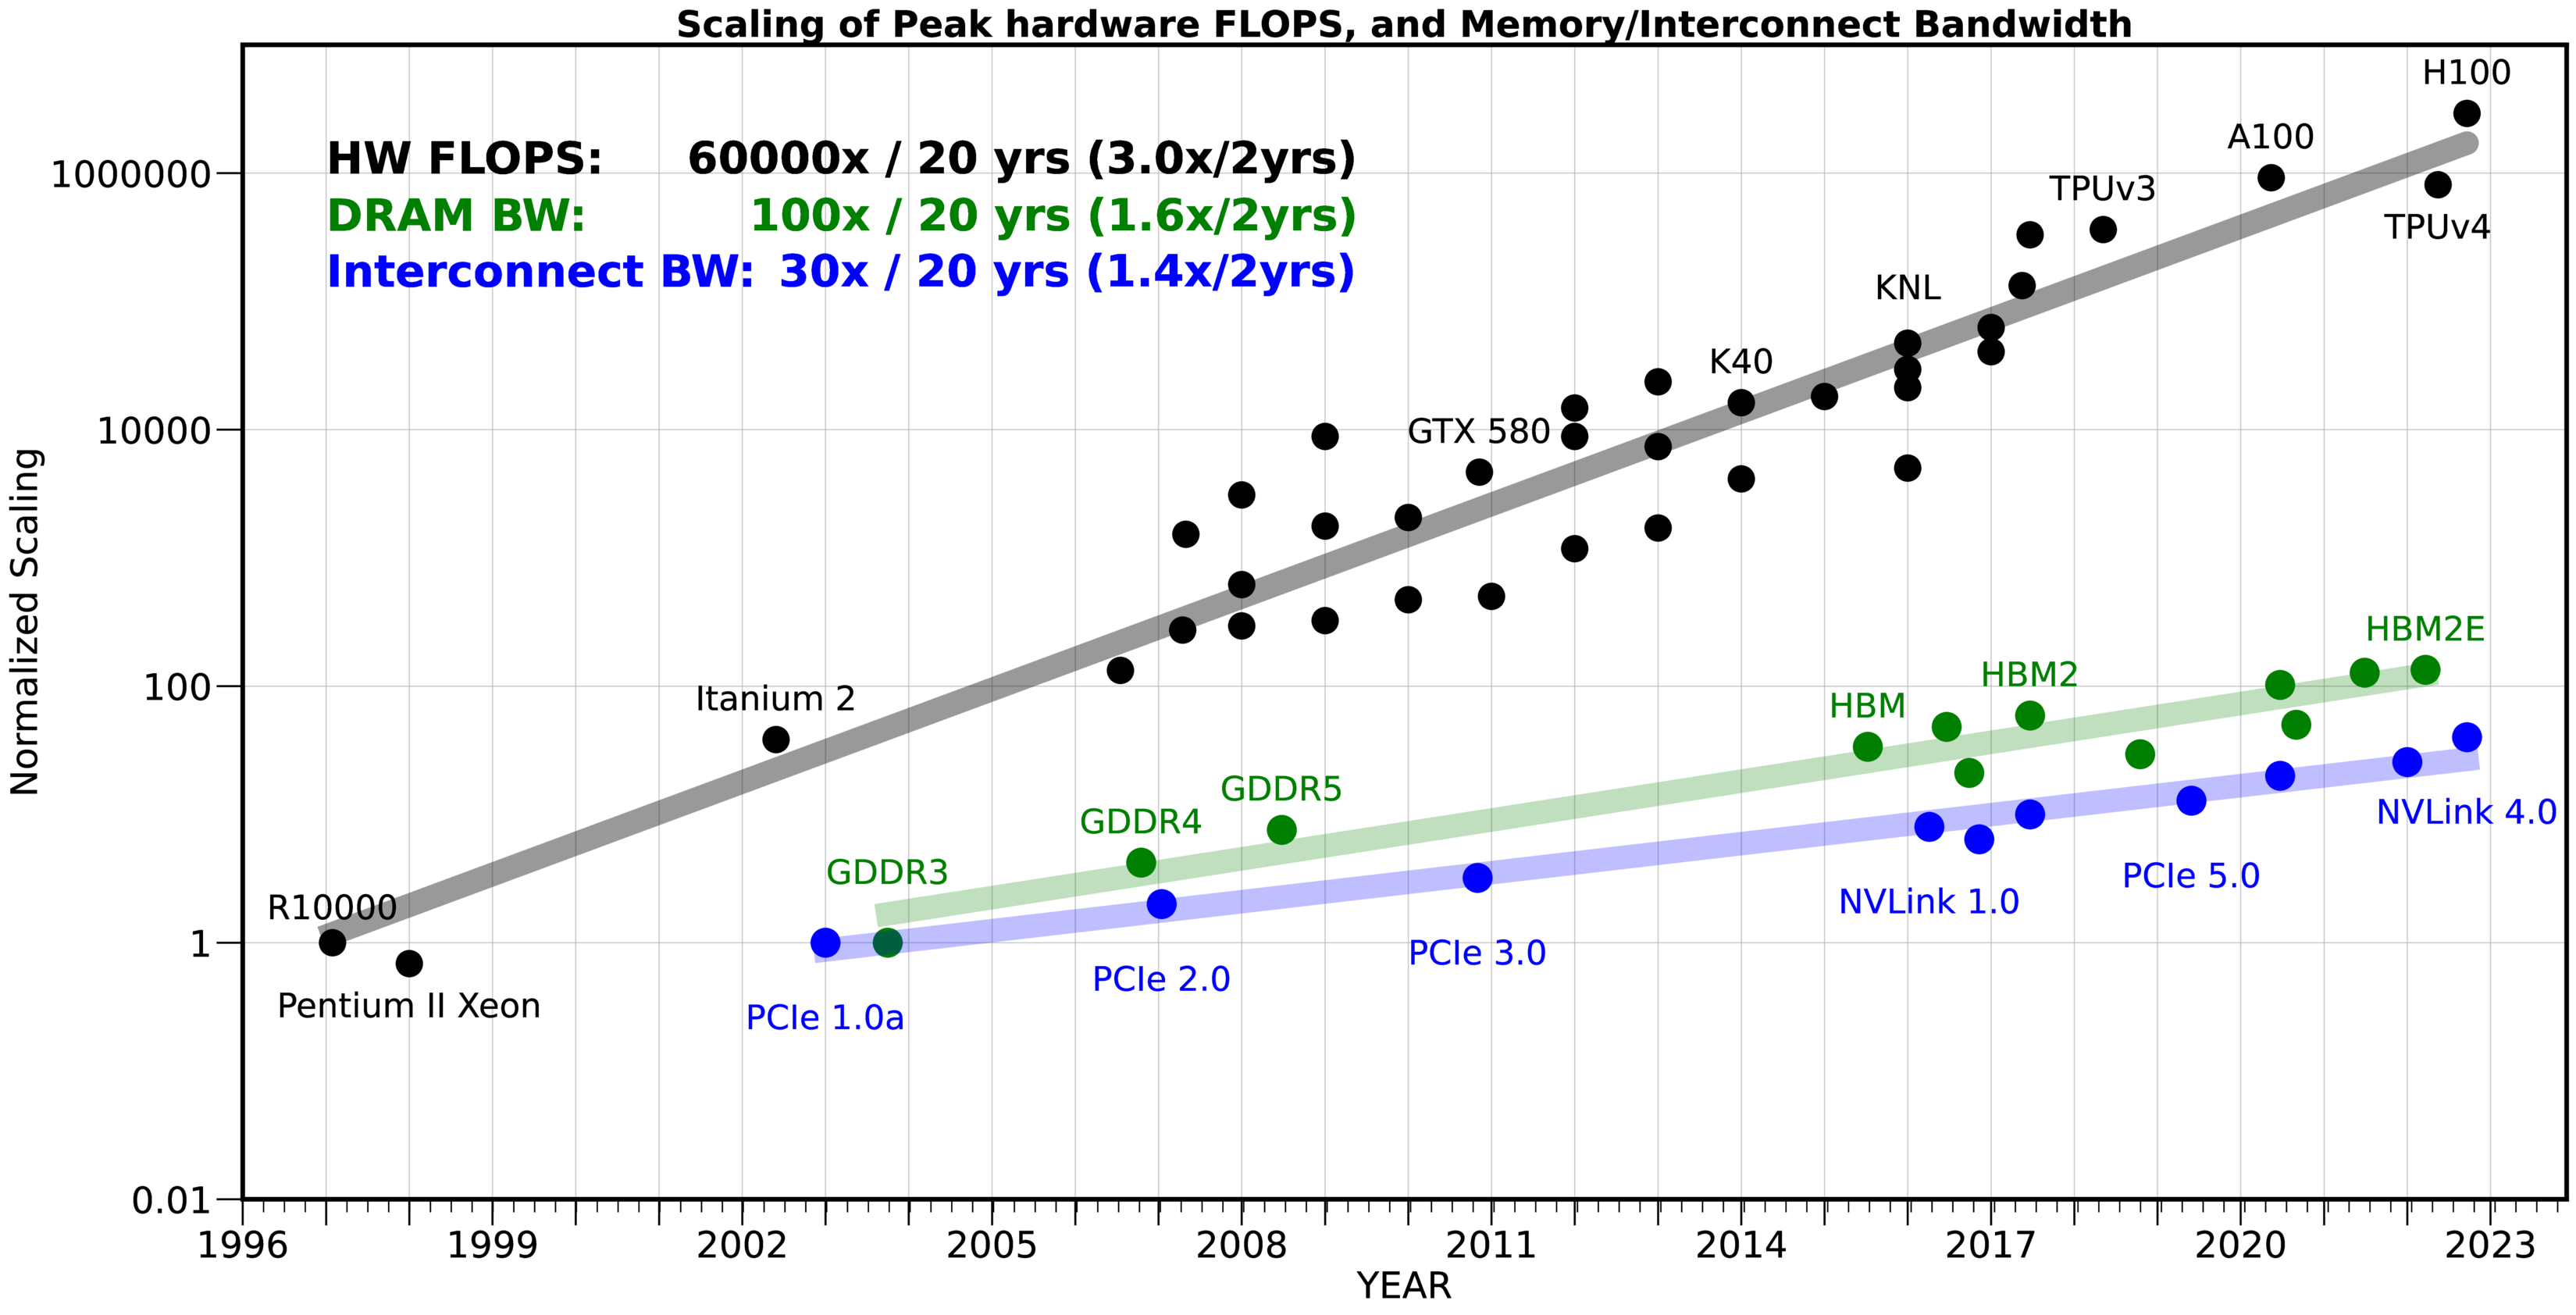 Scaling of Peak hardware FLOPS, and Memory/Interconnect Bandwidth
H100
HW FLOPS: 60000x / 20 yrs (3.0x/2yrs)
DRAM BW: 100x / 20 yrs (1.6x/2yrs)
Interconnect BW: 30x / 20 yrs (1.4x/2yrs)
A100
TPUv3
TPUv4
KNL
K40
GTX 580
Itanium 2
R10000
Pentium II Xeon
HBM2E
HBM2
HBM
GDDR5
GDDR4
GDDR3
NVLink 4.0
PCIe 5.0
NVLink 1.0
PCIe 3.0
PCIe 2.0
PCIe 1.0a
Normalized Scaling
1000000
10000
100
1
0.01
1996 1999 2002 2005 2008 2011 2014 2017 2020 2023
YEAR